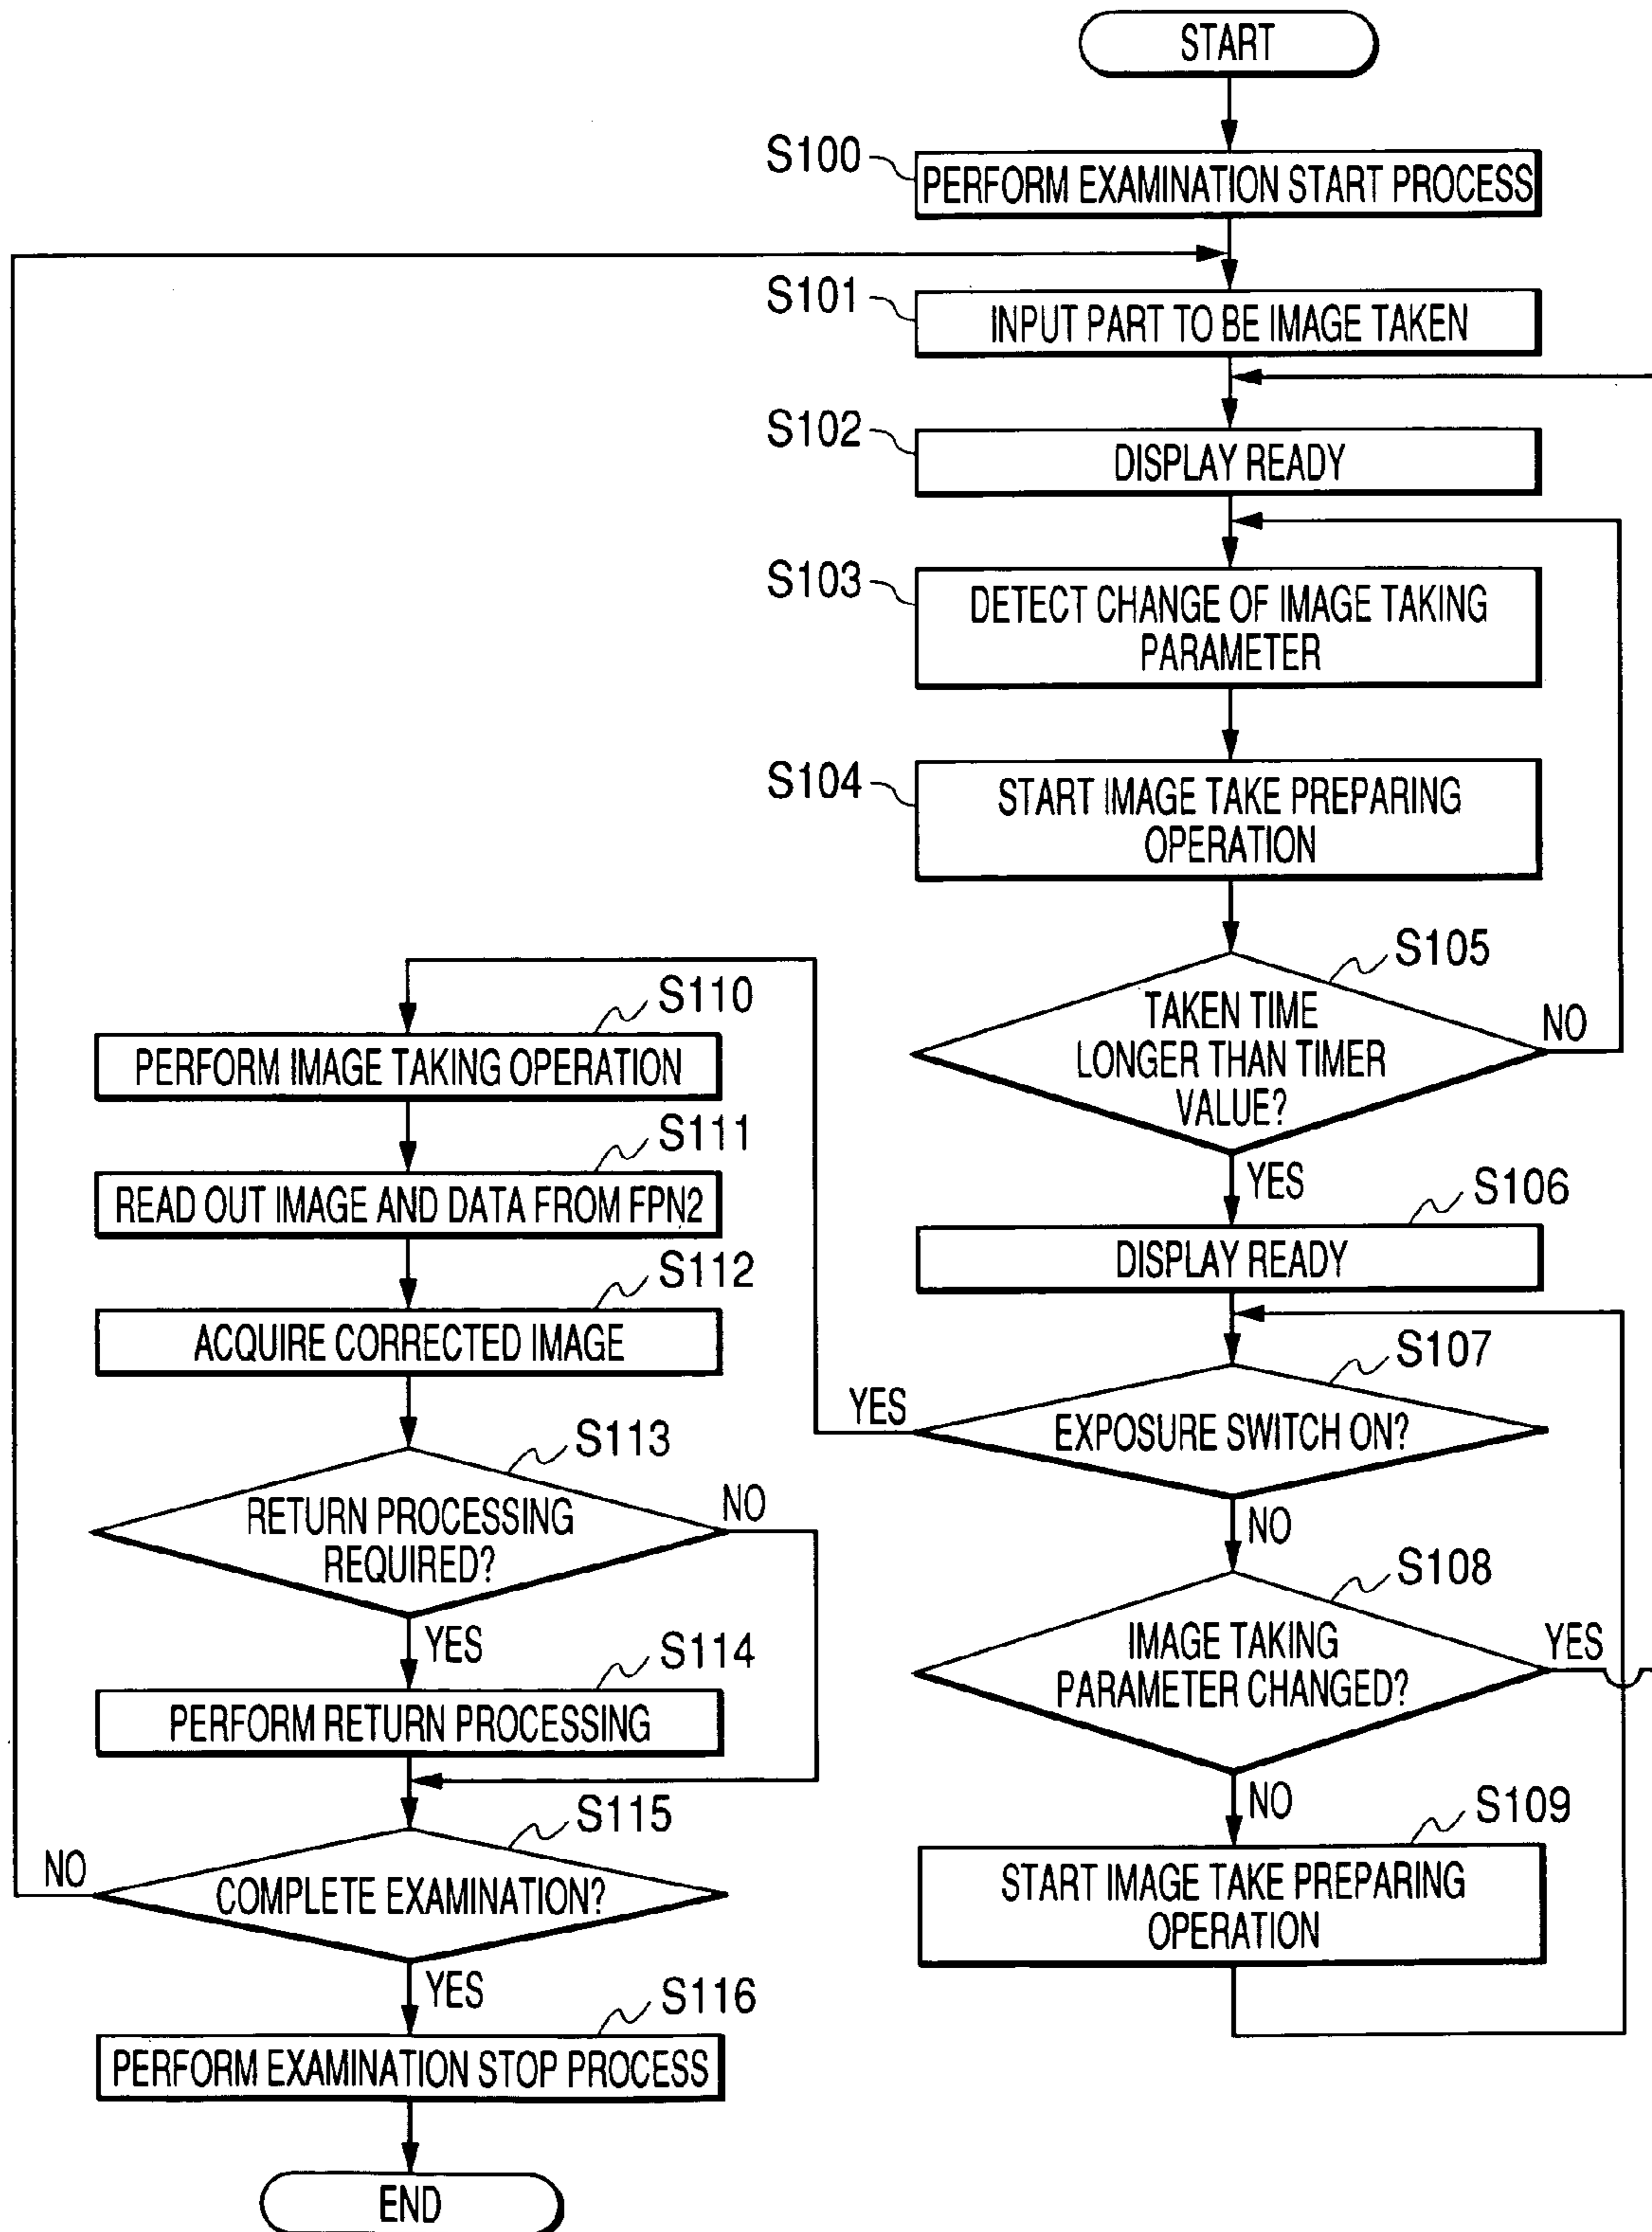 START
S100
PERFORM EXAMINATION START PROCESS
S101
INPUT PART TO BE IMAGE TAKEN
S102
DISPLAY READY
S103
DETECT CHANGE OF IMAGE TAKING
PARAMETER
S104
START IMAGE TAKE PREPARING
OPERATION
S105
TAKEN TIME
LONGER THAN TIMER
VALUE?
NO
YES
S106
DISPLAY READY
S107
EXPOSURE SWITCH ON?
YES
NO
S108
IMAGE TAKING
PARAMETER CHANGED?
YES
NO
S109
START IMAGE TAKE PREPARING
OPERATION
S110
PERFORM IMAGE TAKING OPERATION
S111
READ OUT IMAGE AND DATA FROM FPN2
S112
ACQUIRE CORRECTED IMAGE
S113
RETURN PROCESSING
REQUIRED?
NO
YES
S114
PERFORM RETURN PROCESSING
S115
COMPLETE EXAMINATION?
NO
YES
S116
PERFORM EXAMINATION STOP PROCESS
END